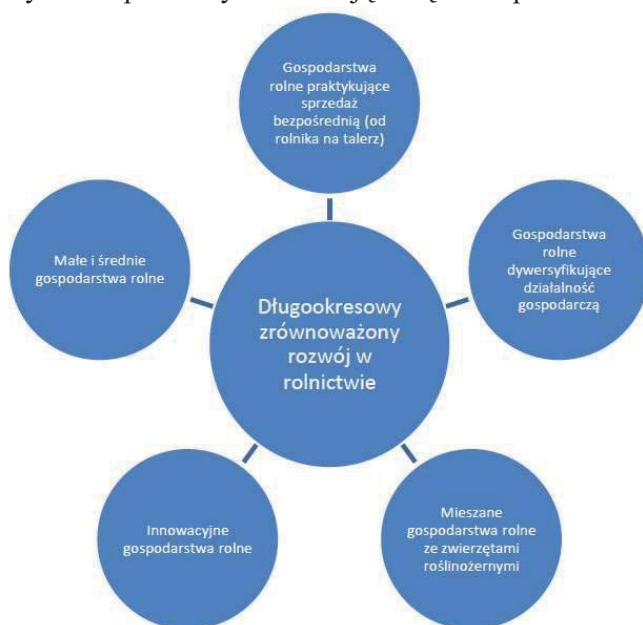 Gospodarstwa
rolne praktykujące
sprzedaż
bezpośrednią (od
rolnika na talerz)
Gospodarstwa
rolne
dywersyfikujące
działalność
gospodarczą
Małe i średnie
gospodarstwa rolne
Długookresowy
zrównoważony
rozwój w
rolnictwie
Innowacyjne
gospodarstwa rolne
Mieszane
gospodarstwa rolne
ze zwierzętami
roślinożernymi